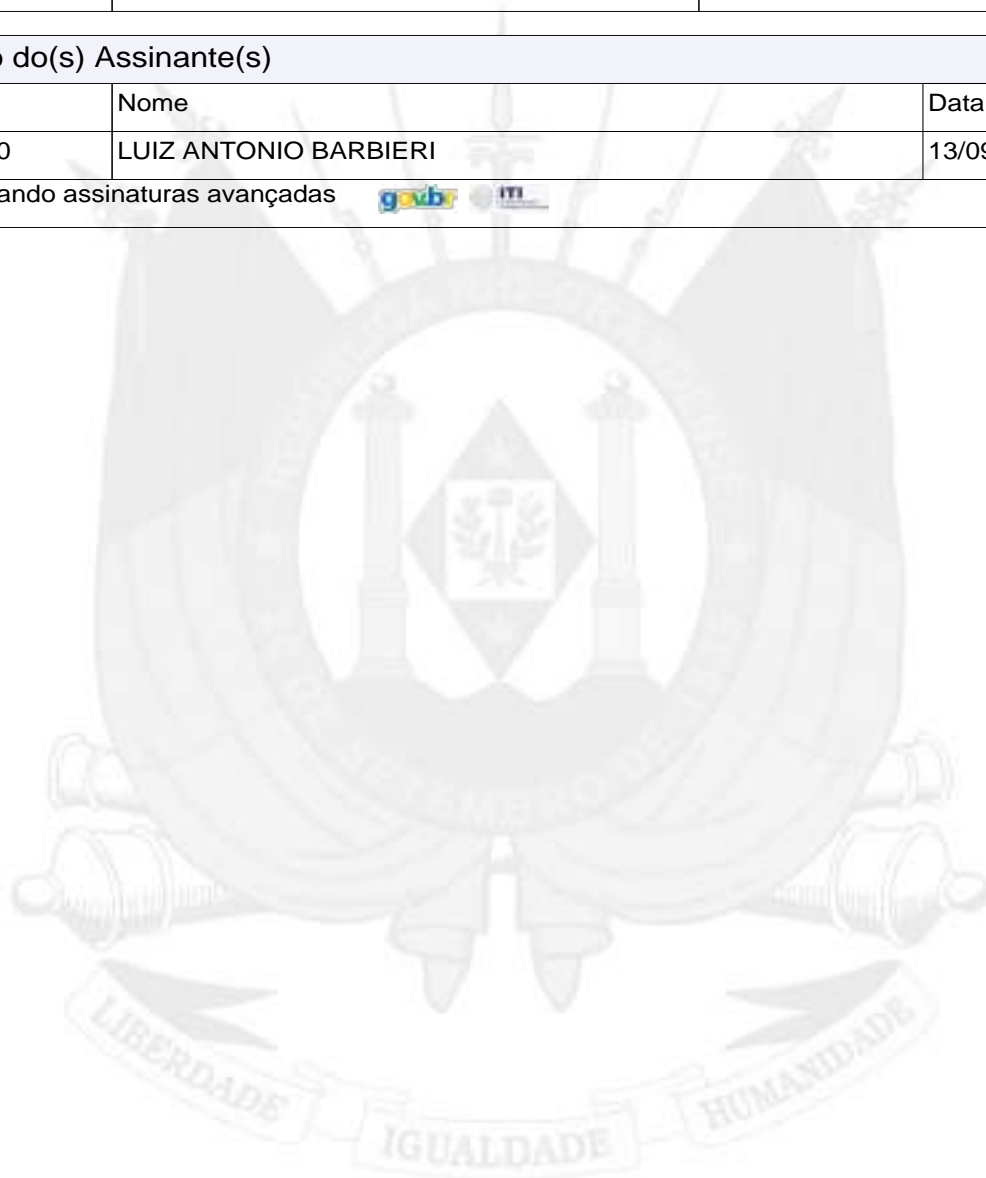 o do(s) Assinante(s)
Nome
Data
0
LUIZ ANTONIO BARBIERI
13/09
ando assinaturas avançadas
gov.br
ITI
LIBERDADE
IGUALDADE
HUMANIDADE